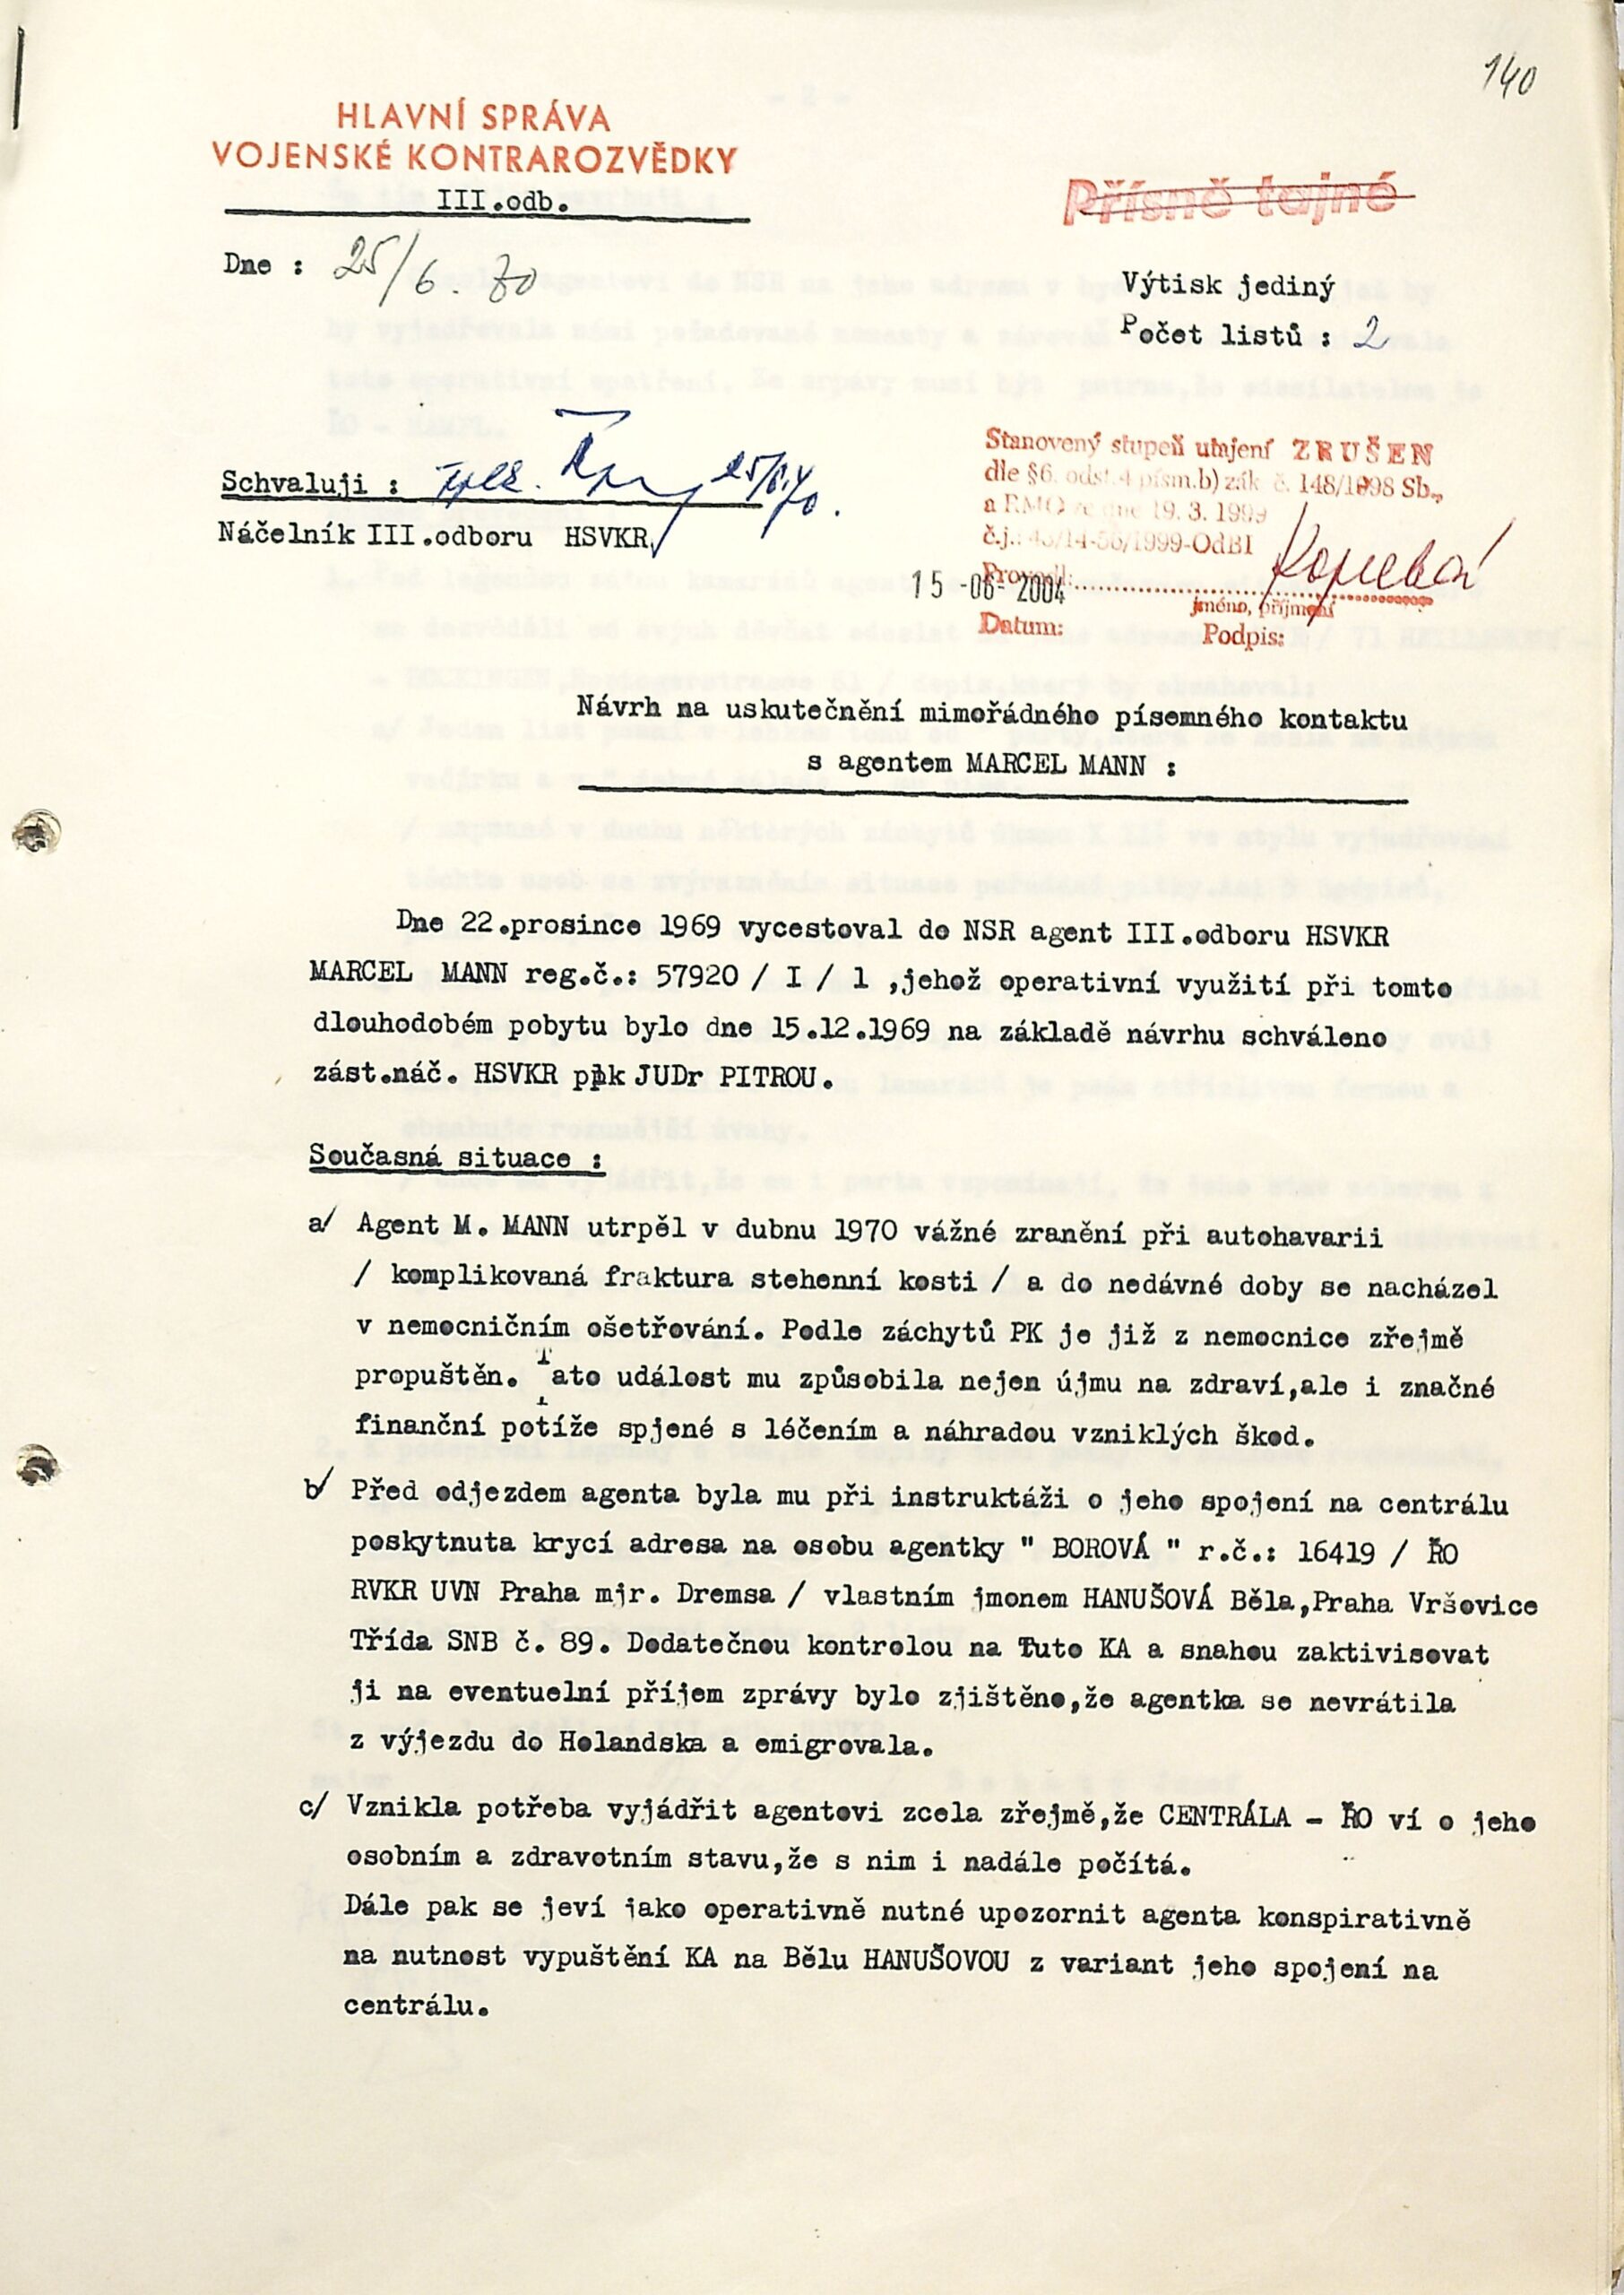 140
HLAVNÍ SPRÁVA
VOJENSKÉ KONTRAROZVĚDKY
III.odb.
Přísně tajné
Dne : 25/6. 70
Výtisk jediný
Počet listů : 2
Stanovený stupeň utajení ZRUŠEN
dle §6. odst.4 písm.b) zák č. 148/1998 Sb.,
a RMO ze dne 19. 3. 1999
č.j.: 43/14-56/1999-OdBI
Provedl:
15 -06- 2004
jméno, příjmení
Datum: Podpis:
Schvaluji : 25/6.70.
Náčelník III.odboru HSVKR
Návrh na uskutečnění mimořádného písemného kontaktu
s agentem MARCEL MANN :
Dne 22.prosince 1969 vycestoval do NSR agent III.odboru HSVKR
MARCEL MANN reg.č.: 57920 / I / 1 ,jehož operativní využití při tomto
dlouhodobém pobytu bylo dne 15.12.1969 na základě návrhu schváleno
zást.náč. HSVKR plk JUDr PITROU.
Současná situace :
a/ Agent M. MANN utrpěl v dubnu 1970 vážné zranění při autohavarii
/ komplikovaná fraktura stehenní kosti / a do nedávné doby se nacházel
v nemocničním ošetřování. Podle záchytů PK je již z nemocnice zřejmě
propuštěn. Tato událost mu způsobila nejen újmu na zdraví,ale i značné
finanční potíže spjené s léčením a náhradou vzniklých škod.
b/ Před odjezdem agenta byla mu při instruktáži o jeho spojení na centrálu
poskytnuta krycí adresa na osobu agentky " BOROVÁ " r.č.: 16419 / ŘO
RVKR UVN Praha mjr. Dremsa / vlastním jmonem HANUŠOVÁ Běla,Praha Vršovice
Třída SNB č. 89. Dodatečnou kontrolou na Tuto KA a snahou zaktivisovat
ji na eventuelní příjem zprávy bylo zjištěno,že agentka se nevrátila
z výjezdu do Holandska a emigrovala.
c/ Vznikla potřeba vyjádřit agentovi zcela zřejmě,že CENTRÁLA - ŘO ví o jeho
osobním a zdravotním stavu,že s nim i nadále počítá.
Dále pak se jeví jako operativně nutné upozornit agenta konspirativně
na nutnost vypuštění KA na Bělu HANUŠOVOU z variant jeho spojení na
centrálu.